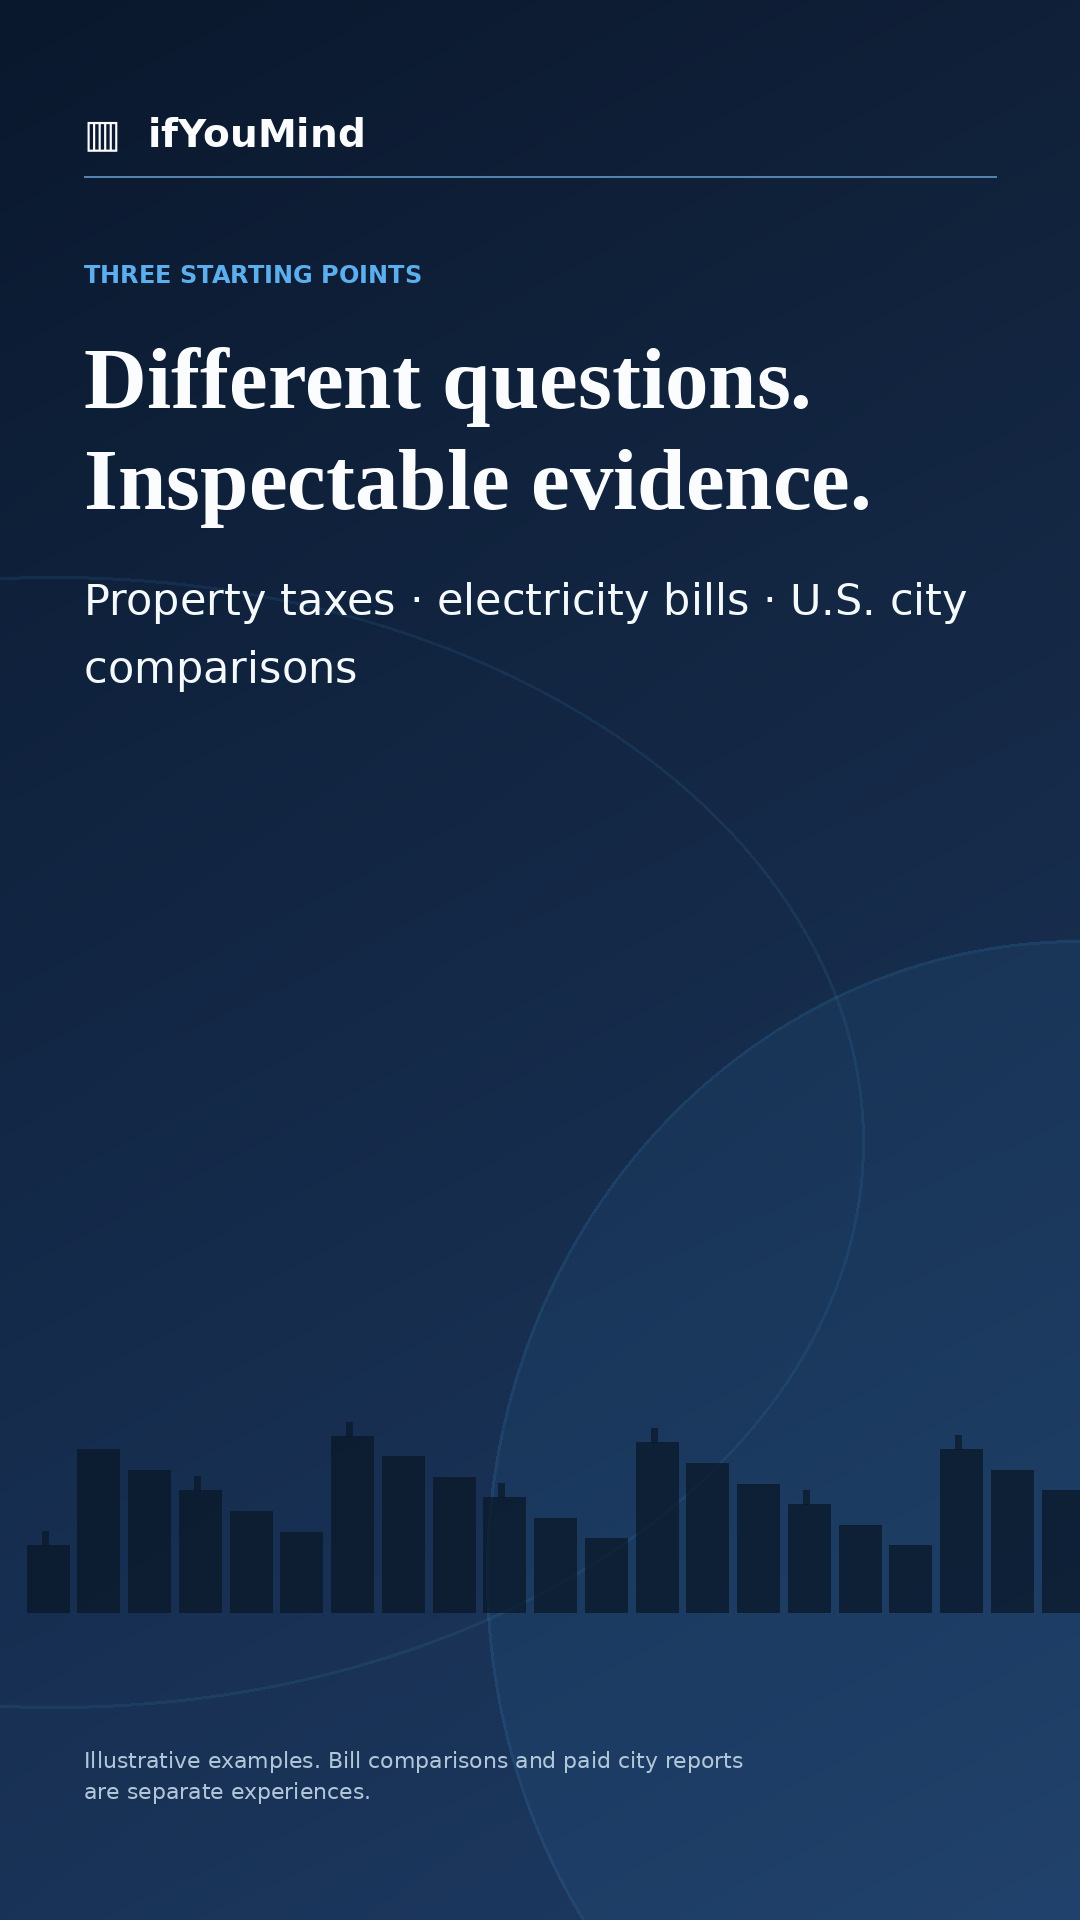 ifYouMind
THREE STARTING POINTS
Different questions.
Inspectable evidence.
Property taxes · electricity bills · U.S. city
comparisons
Illustrative examples. Bill comparisons and paid city reports
are separate experiences.